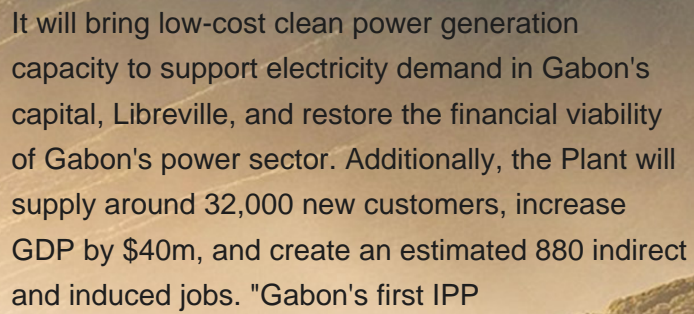 It will bring low-cost clean power generation
capacity to support electricity demand in Gabon's
capital, Libreville, and restore the financial viability
of Gabon's power sector. Additionally, the Plant will
supply around 32,000 new customers, increase
GDP by $40m, and create an estimated 880 indirect
and induced jobs. "Gabon's first IPP